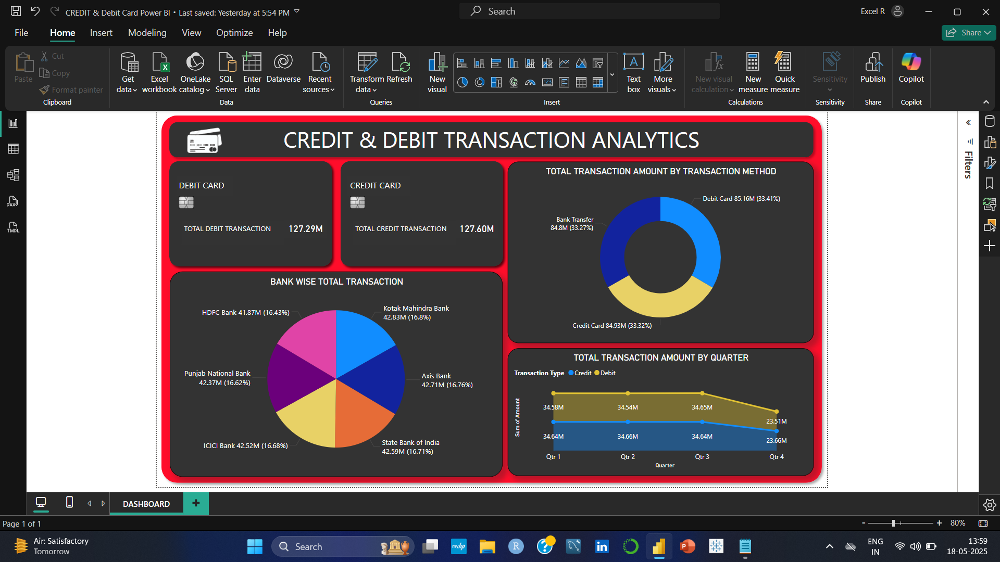 CREDIT & Debit Card Power BI • Last saved: Yesterday at 5:54 PM
Search
Excel R
File
Home
Insert
Modeling
View
Optimize
Help
Share
Paste
Cut
Copy
Format painter
Clipboard
Get data
Excel workbook
OneLake catalog
SQL Server
Enter data
Dataverse
Recent sources
Data
Transform data
Refresh
Queries
New visual
Text box
More visuals
Insert
New visual calculation
New measure
Quick measure
Calculations
Sensitivity
Sensitivity
Publish
Share
Copilot
Copilot
DAX
TMDL
Filters
CREDIT & DEBIT TRANSACTION ANALYTICS
DEBIT CARD
TOTAL DEBIT TRANSACTION 127.29M
CREDIT CARD
TOTAL CREDIT TRANSACTION 127.60M
TOTAL TRANSACTION AMOUNT BY TRANSACTION METHOD
Debit Card 85.16M (33.41%)
Bank Transfer
84.8M (33.27%)
Credit Card 84.93M (33.32%)
BANK WISE TOTAL TRANSACTION
HDFC Bank 41.87M (16.43%)
Kotak Mahindra Bank
42.83M (16.8%)
Punjab National Bank
42.37M (16.62%)
Axis Bank
42.71M (16.76%)
ICICI Bank 42.52M (16.68%)
State Bank of India
42.59M (16.71%)
TOTAL TRANSACTION AMOUNT BY QUARTER
Transaction Type Credit Debit
Sum of Amount
34.58M 34.54M 34.65M 23.51M
34.64M 34.66M 34.64M 23.66M
Qtr 1 Qtr 2 Qtr 3 Qtr 4
Quarter
DASHBOARD
Page 1 of 1
- + 80%
Air: Satisfactory
Tomorrow
Search
myhp
R
in
P
ENG
IN
13:59
18-05-2025